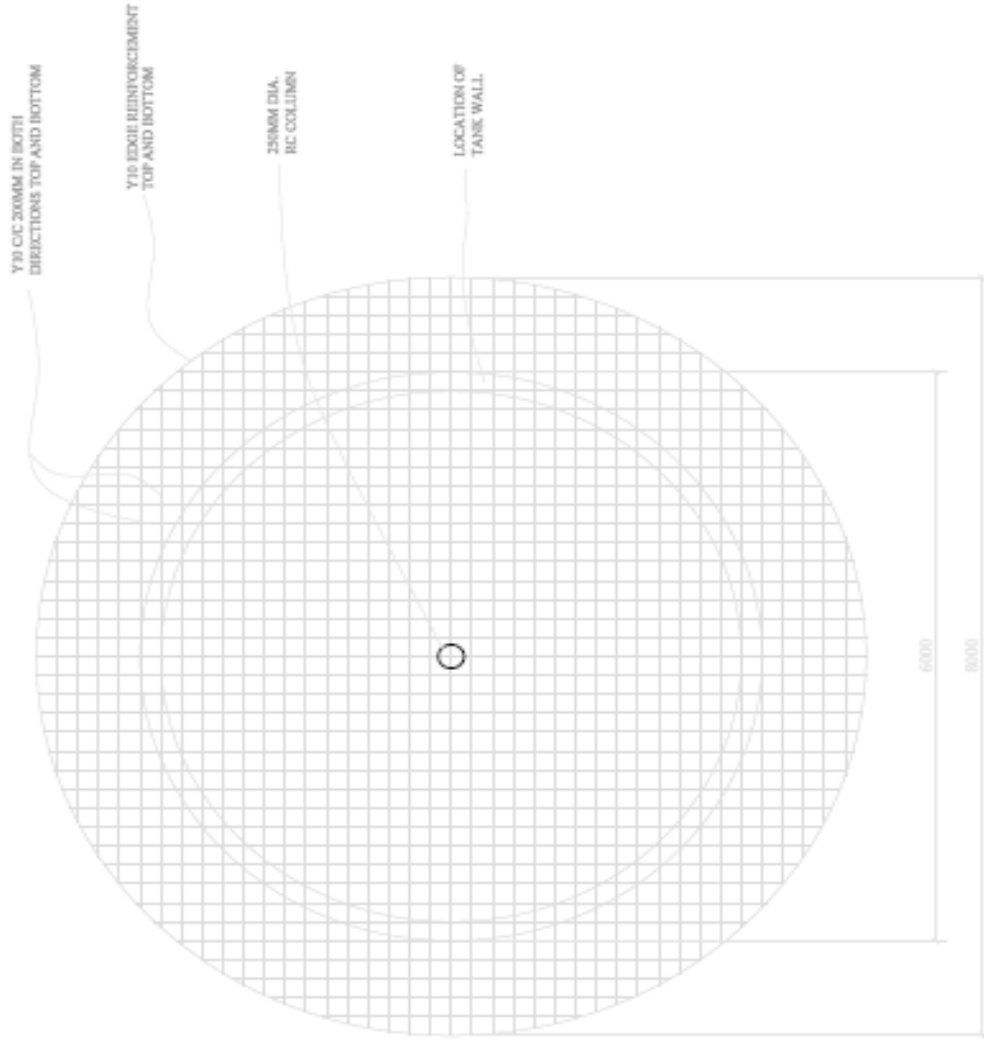 Y10 C/C 200MM IN BOTH
DIRECTIONS TOP AND BOTTOM
Y10 EDGE REINFORCEMENT
TOP AND BOTTOM
250MM DIA.
RC COLUMN
LOCATION OF
TANK WALL
6000
8000